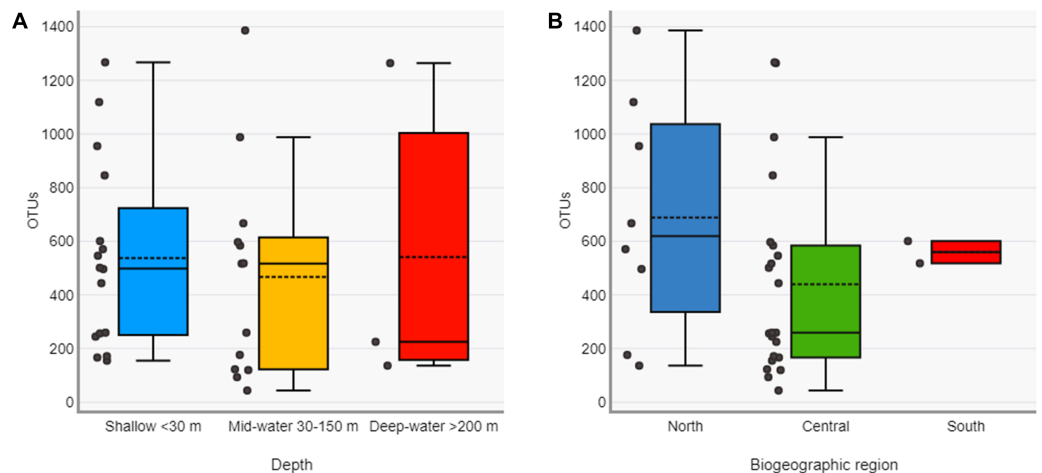 A
B
1400
1200
1000
800
600
400
200
0
OTUs
Shallow <30 m
Mid-water 30-150 m
Deep-water >200 m
Depth
1400
1200
1000
800
600
400
200
0
OTUs
North
Central
South
Biogeographic region